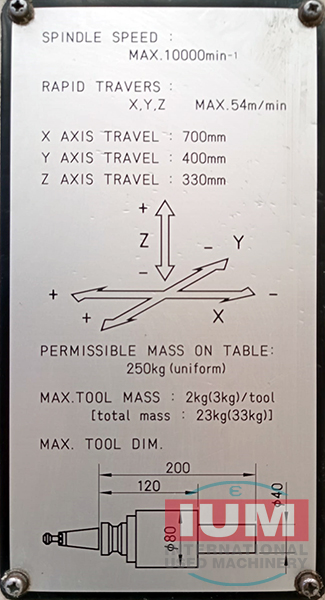 SPINDLE SPEED :
MAX.10000min-1
RAPID TRAVERS :
X,Y,Z MAX.54m/min
X AXIS TRAVEL : 700mm
Y AXIS TRAVEL : 400mm
Z AXIS TRAVEL : 330mm
+
Z
- Y
-
+ -
+ X
PERMISSIBLE MASS ON TABLE:
250kg(uniform)
MAX.TOOL MASS : 2kg(3kg)/tool
[total mass : 23kg(33kg)]
MAX. TOOL DIM.
200
120
φ80
φ40
IUM
INTERNATIONAL
USED MACHINERY